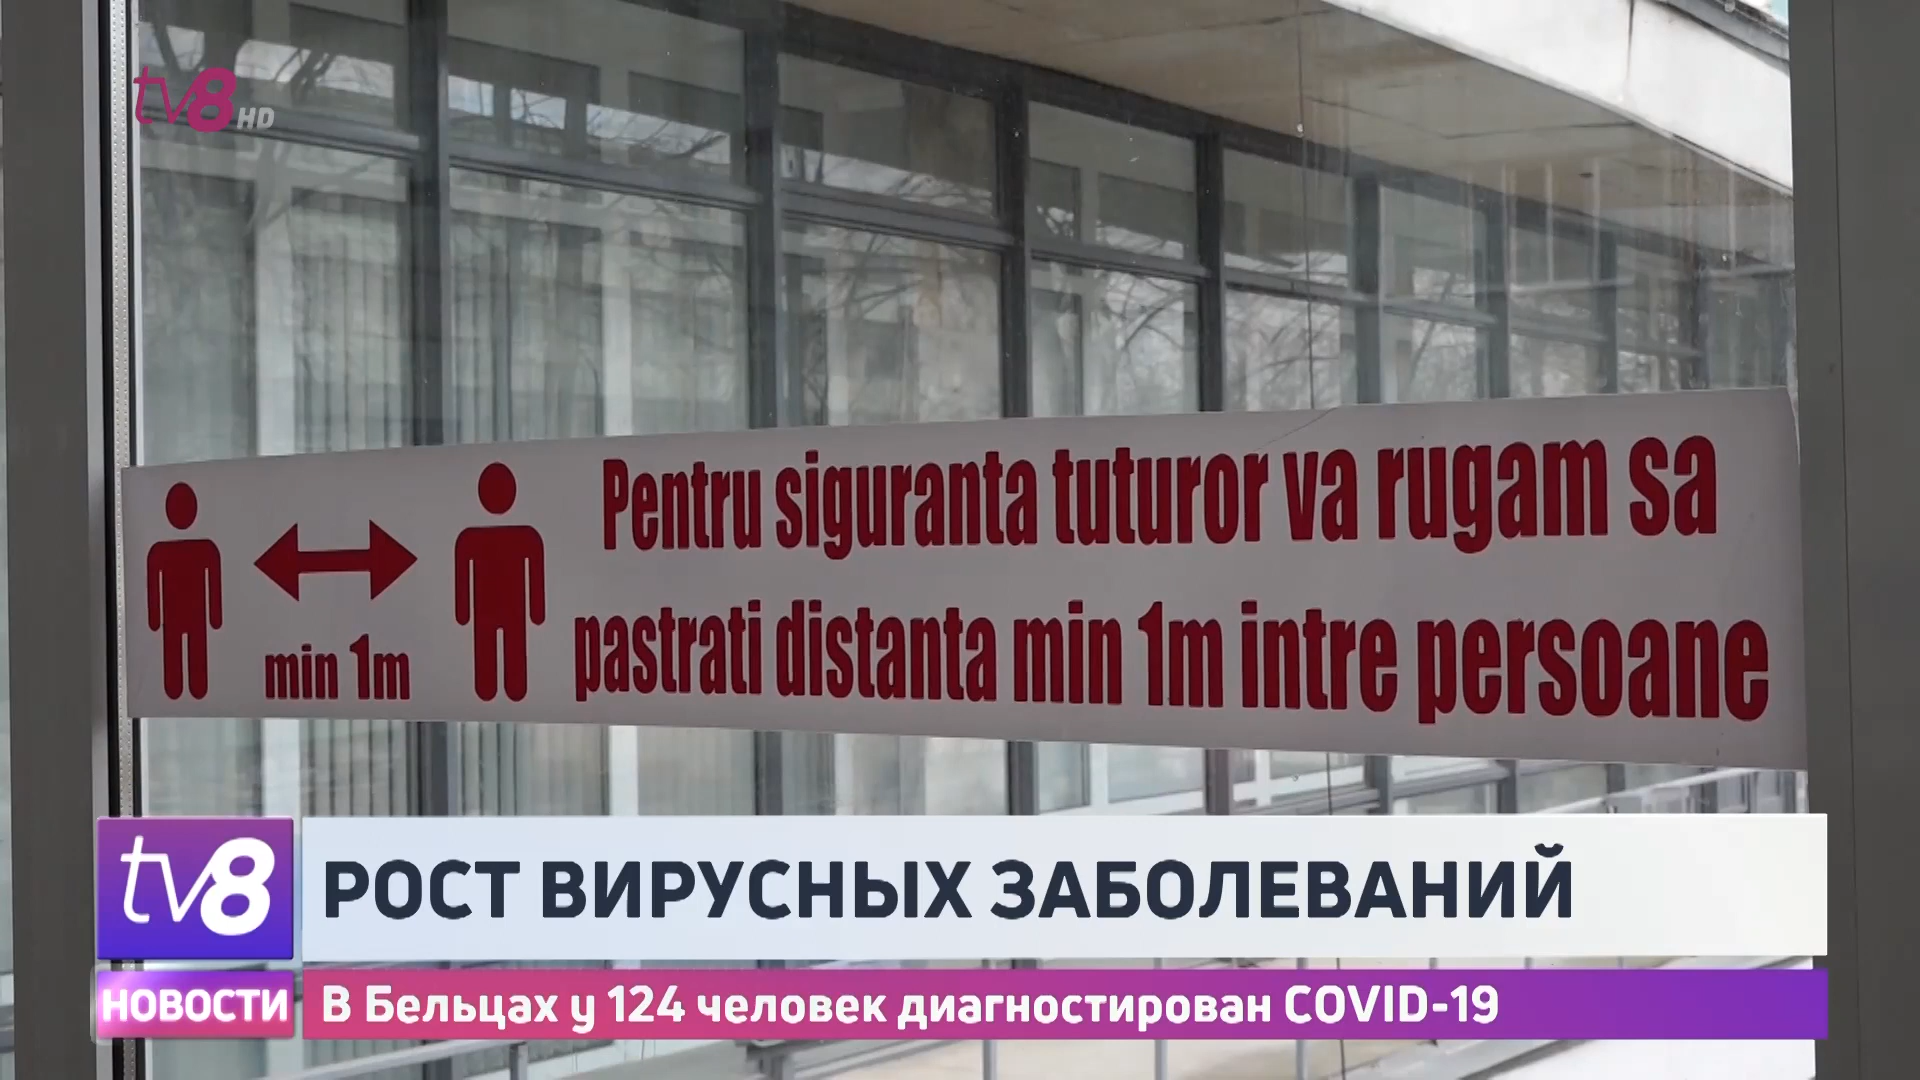 tv8 HD
Pentru siguranta tuturor va rugam sa
pastrati distanta min 1m intre persoane
min 1m
tv8
РОСТ ВИРУСНЫХ ЗАБОЛЕВАНИЙ
НОВОСТИ
В Бельцах у 124 человек диагностирован COVID-19